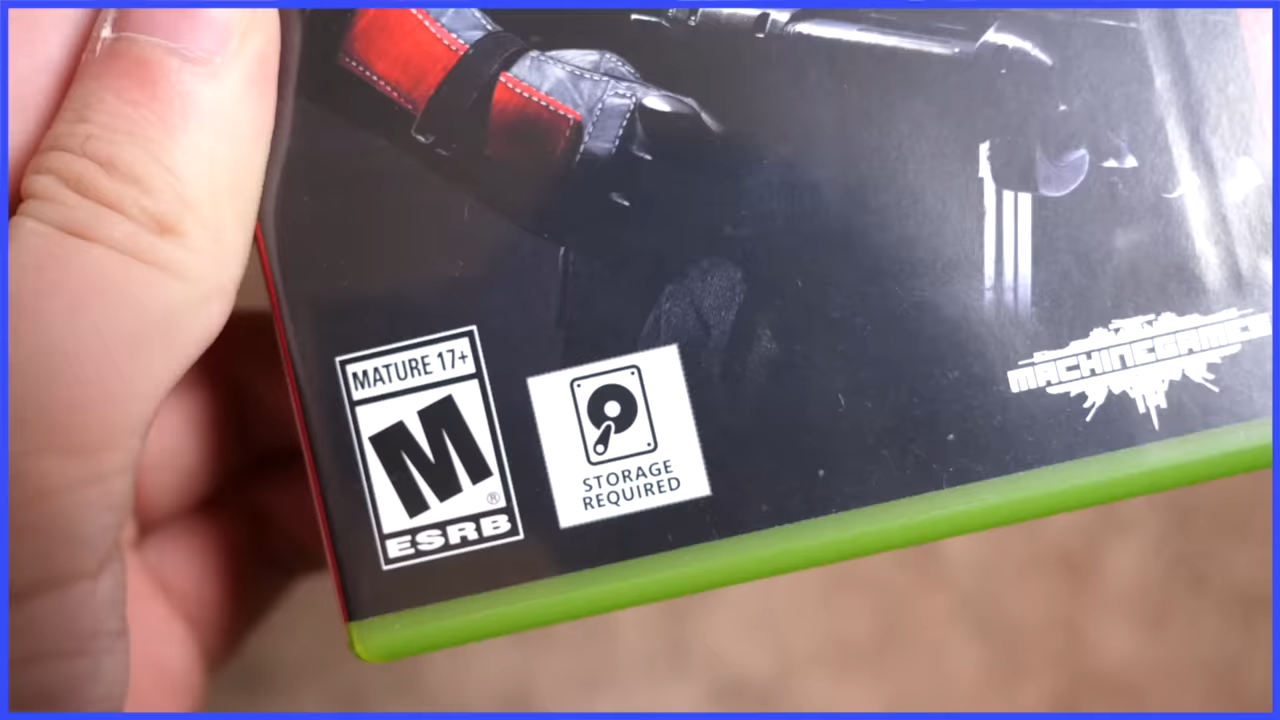 MATURE 17+
M
®
ESRB
STORAGE
REQUIRED
MACHINEGAMES